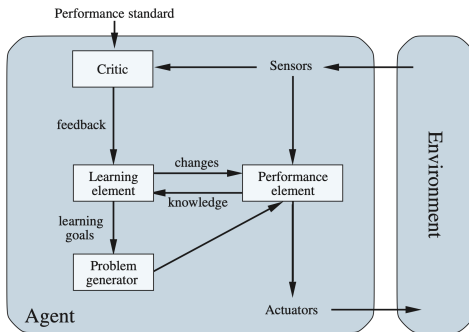 Performance standard
Critic
Sensors
feedback
changes
Learning
element
Performance
element
knowledge
learning
goals
Problem
generator
Agent
Actuators
Environment